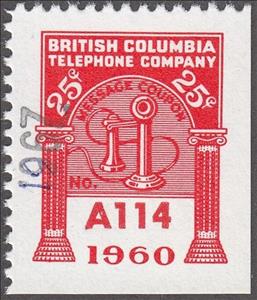 BRITISH COLUMBIA
TELEPHONE COMPANY
25¢ 25¢
MESSAGE COUPON
No.
A114
1960
1967